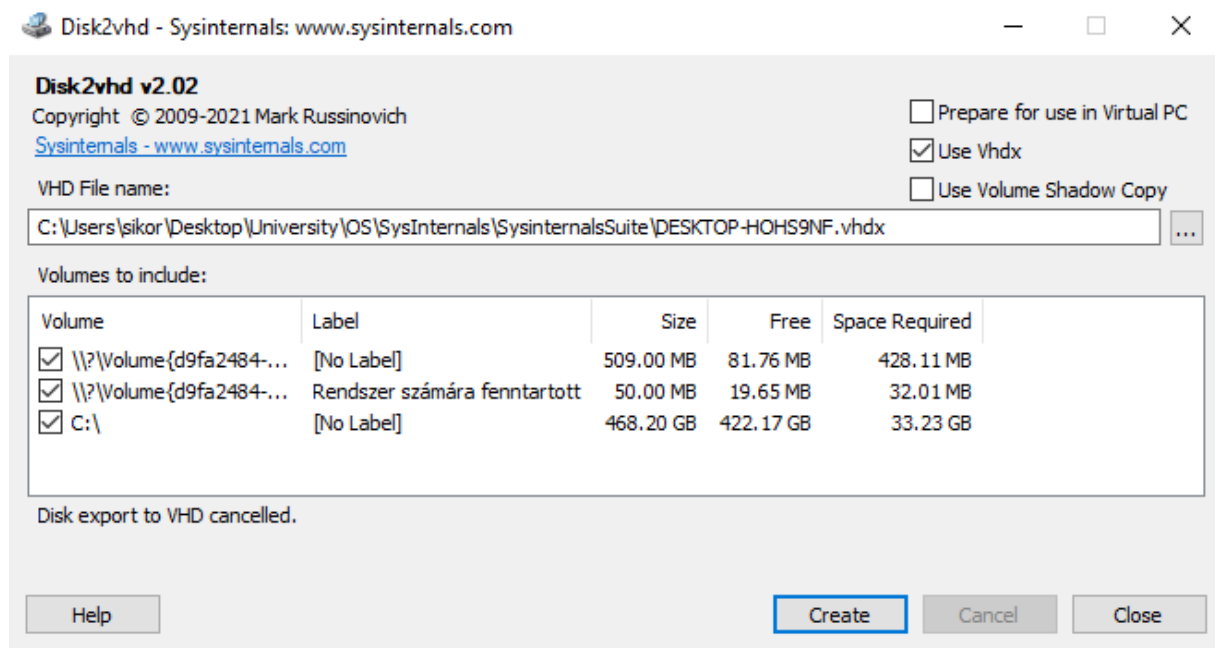 Disk2vhd - Sysinternals: www.sysinternals.com
Disk2vhd v2.02
Copyright © 2009-2021 Mark Russinovich
Sysinternals - www.sysinternals.com
Prepare for use in Virtual PC
Use Vhdx
Use Volume Shadow Copy
VHD File name:
C:\Users\sikor\Desktop\University\OS\SysInternals\SysinternalsSuite\DESKTOP-HOHS9NF.vhdx
...
Volumes to include:
Volume Label Size Free Space Required
\\?\Volume{d9fa2484-... [No Label] 509.00 MB 81.76 MB 428.11 MB
\\?\Volume{d9fa2484-... Rendszer számára fenntartott 50.00 MB 19.65 MB 32.01 MB
C:\ [No Label] 468.20 GB 422.17 GB 33.23 GB
Disk export to VHD cancelled.
Help Create Cancel Close